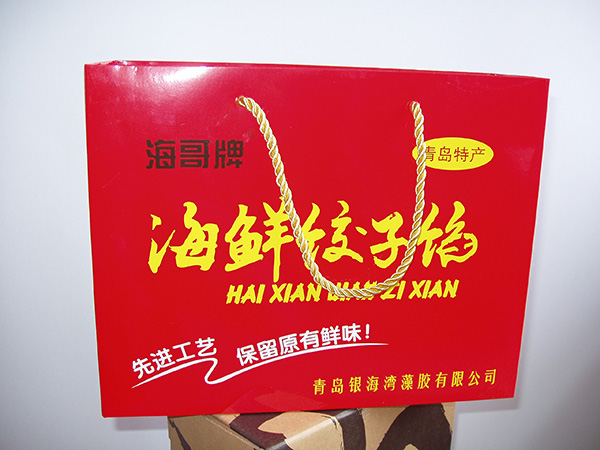 海哥牌
青岛特产
海鲜饺子馅
HAI XIAN ZI XIAN
先进工艺 保留原有鲜味！
青岛银海湾藻胶有限公司